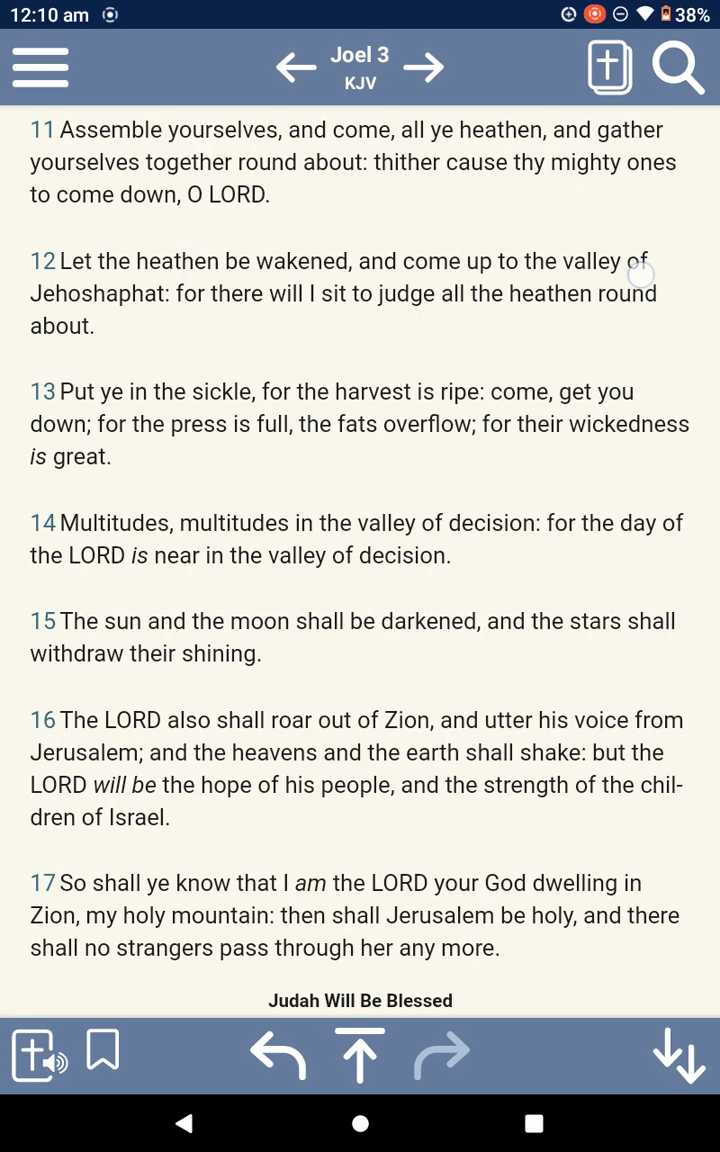 12:10 am
38%
Joel 3
KJV
11 Assemble yourselves, and come, all ye heathen, and gather
yourselves together round about: thither cause thy mighty ones
to come down, O LORD.
12 Let the heathen be wakened, and come up to the valley of
Jehoshaphat: for there will I sit to judge all the heathen round
about.
13 Put ye in the sickle, for the harvest is ripe: come, get you
down; for the press is full, the fats overflow; for their wickedness
is great.
14 Multitudes, multitudes in the valley of decision: for the day of
the LORD is near in the valley of decision.
15 The sun and the moon shall be darkened, and the stars shall
withdraw their shining.
16 The LORD also shall roar out of Zion, and utter his voice from
Jerusalem; and the heavens and the earth shall shake: but the
LORD will be the hope of his people, and the strength of the chil-
dren of Israel.
17 So shall ye know that I am the LORD your God dwelling in
Zion, my holy mountain: then shall Jerusalem be holy, and there
shall no strangers pass through her any more.
Judah Will Be Blessed